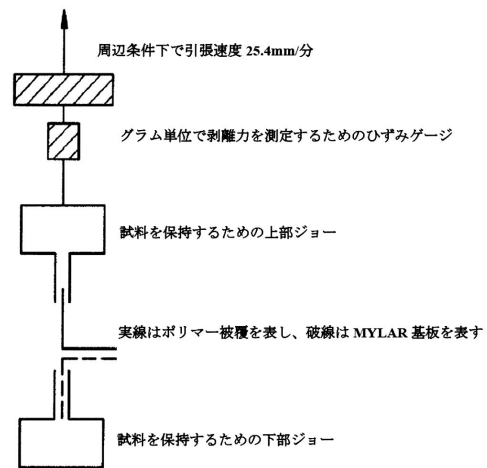 周辺条件下で引張速度 25.4mm/分
グラム単位で剥離力を測定するためのひずみゲージ
試料を保持するための上部ジョー
実線はポリマー被覆を表し、破線は MYLAR 基板を表す
試料を保持するための下部ジョー